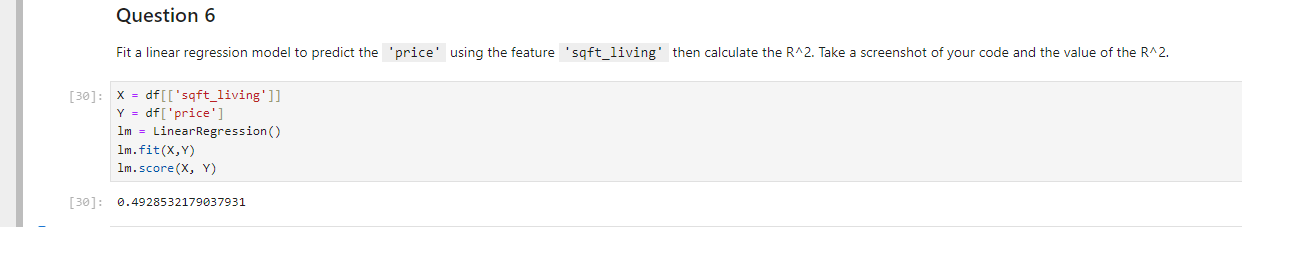 Question 6
Fit a linear regression model to predict the 'price' using the feature 'sqft_living' then calculate the R^2. Take a screenshot of your code and the value of the R^2.
[30]: X = df[['sqft_living']]
Y = df['price']
lm = LinearRegression()
lm.fit(X,Y)
lm.score(X, Y)
[30]: 0.4928532179037931